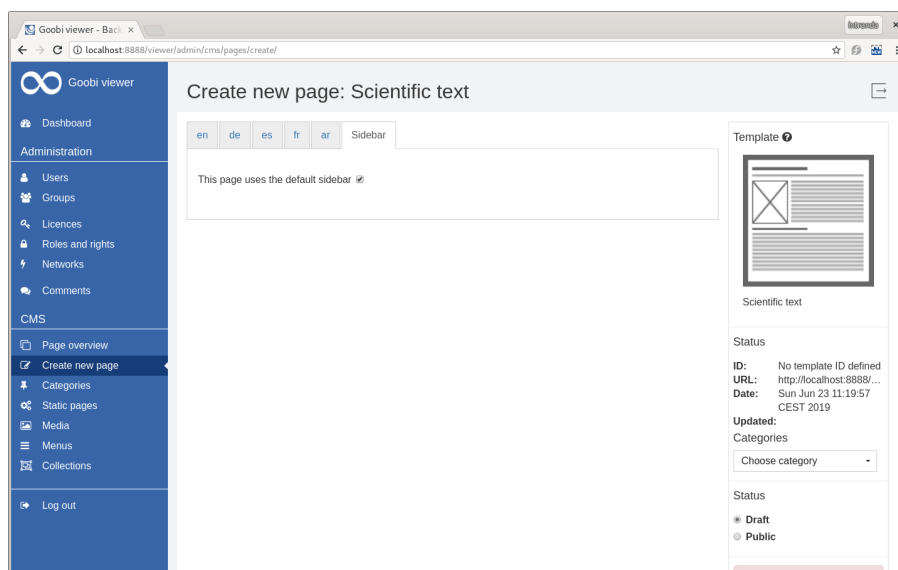 Goobi viewer - Back
intranda
localhost:8888/viewer/admin/cms/pages/create/
Goobi viewer
Dashboard
Administration
Users
Groups
Licences
Roles and rights
Networks
Comments
CMS
Page overview
Create new page
Categories
Static pages
Media
Menus
Collections
Log out
Create new page: Scientific text
en de es fr ar Sidebar
This page uses the default sidebar
Template
Scientific text
Status
ID: No template ID defined
URL: http://localhost:8888/...
Date: Sun Jun 23 11:19:57
CEST 2019
Updated:
Categories
Choose category
Status
Draft
Public